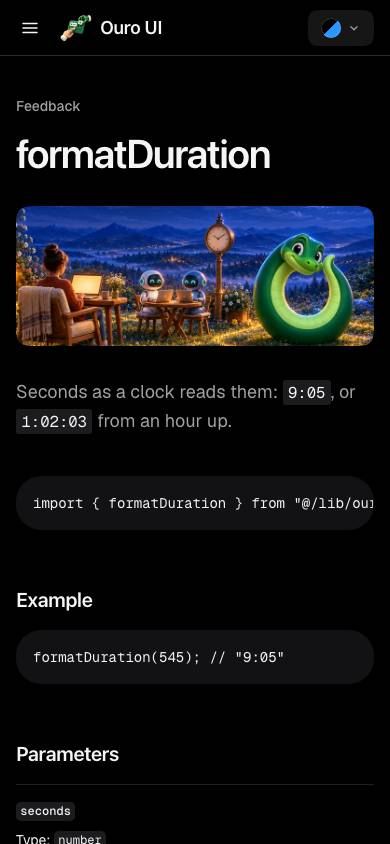 Ouro UI
Feedback
formatDuration
Seconds as a clock reads them: 9:05, or
1:02:03 from an hour up.
import { formatDuration } from "@/lib/our
Example
formatDuration(545); // "9:05"
Parameters
seconds
Type: number